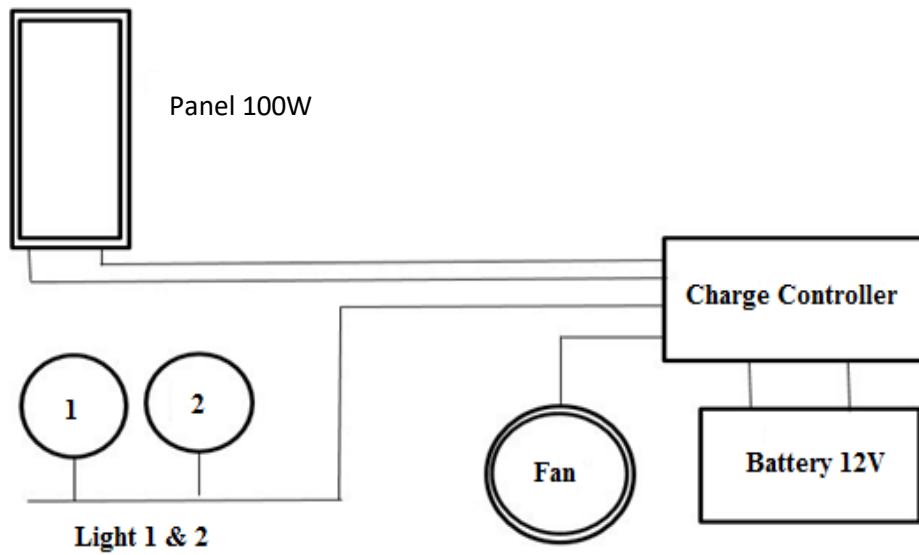 Panel 100W
Charge Controller
1
2
Fan
Battery 12V
Light 1 & 2